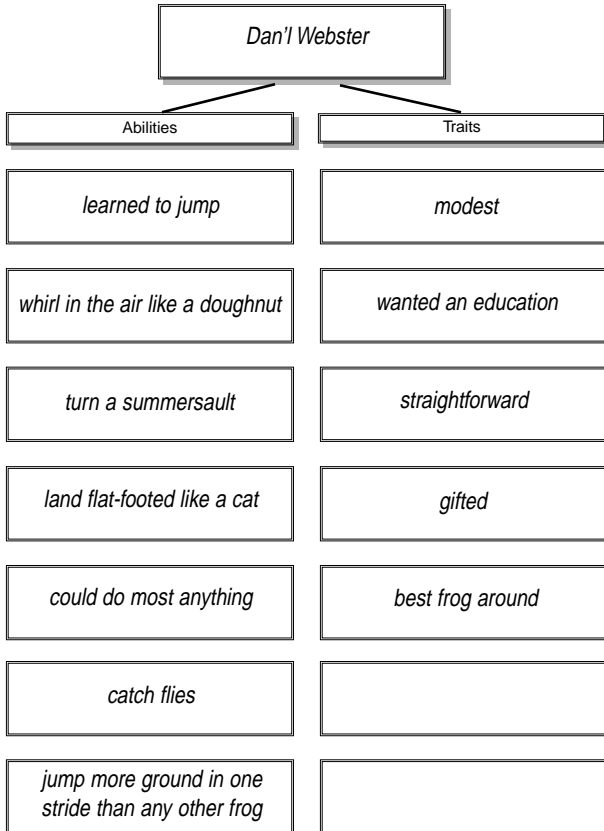 Dan'l Webster
Abilities
Traits
learned to jump
modest
whirl in the air like a doughnut
wanted an education
turn a summersault
straightforward
land flat-footed like a cat
gifted
could do most anything
best frog around
catch flies
jump more ground in one
stride than any other frog